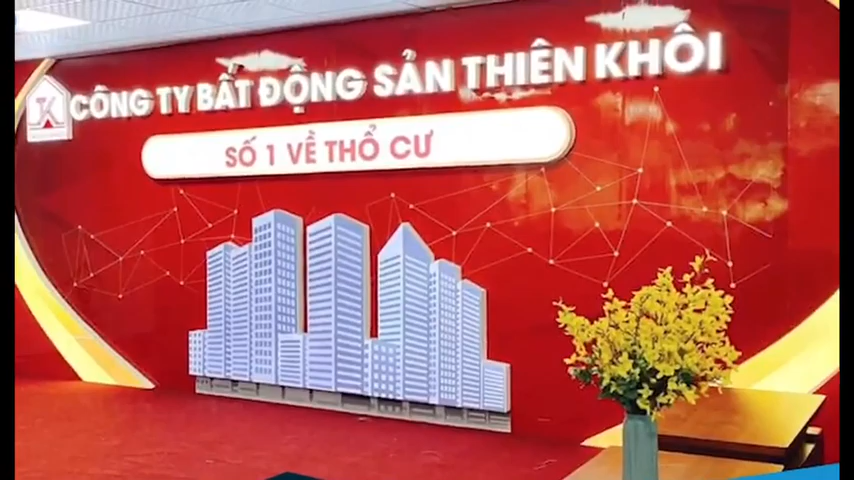 CÔNG TY BẤT ĐỘNG SẢN THIÊN KHÔI
SỐ 1 VỀ THỔ CƯ